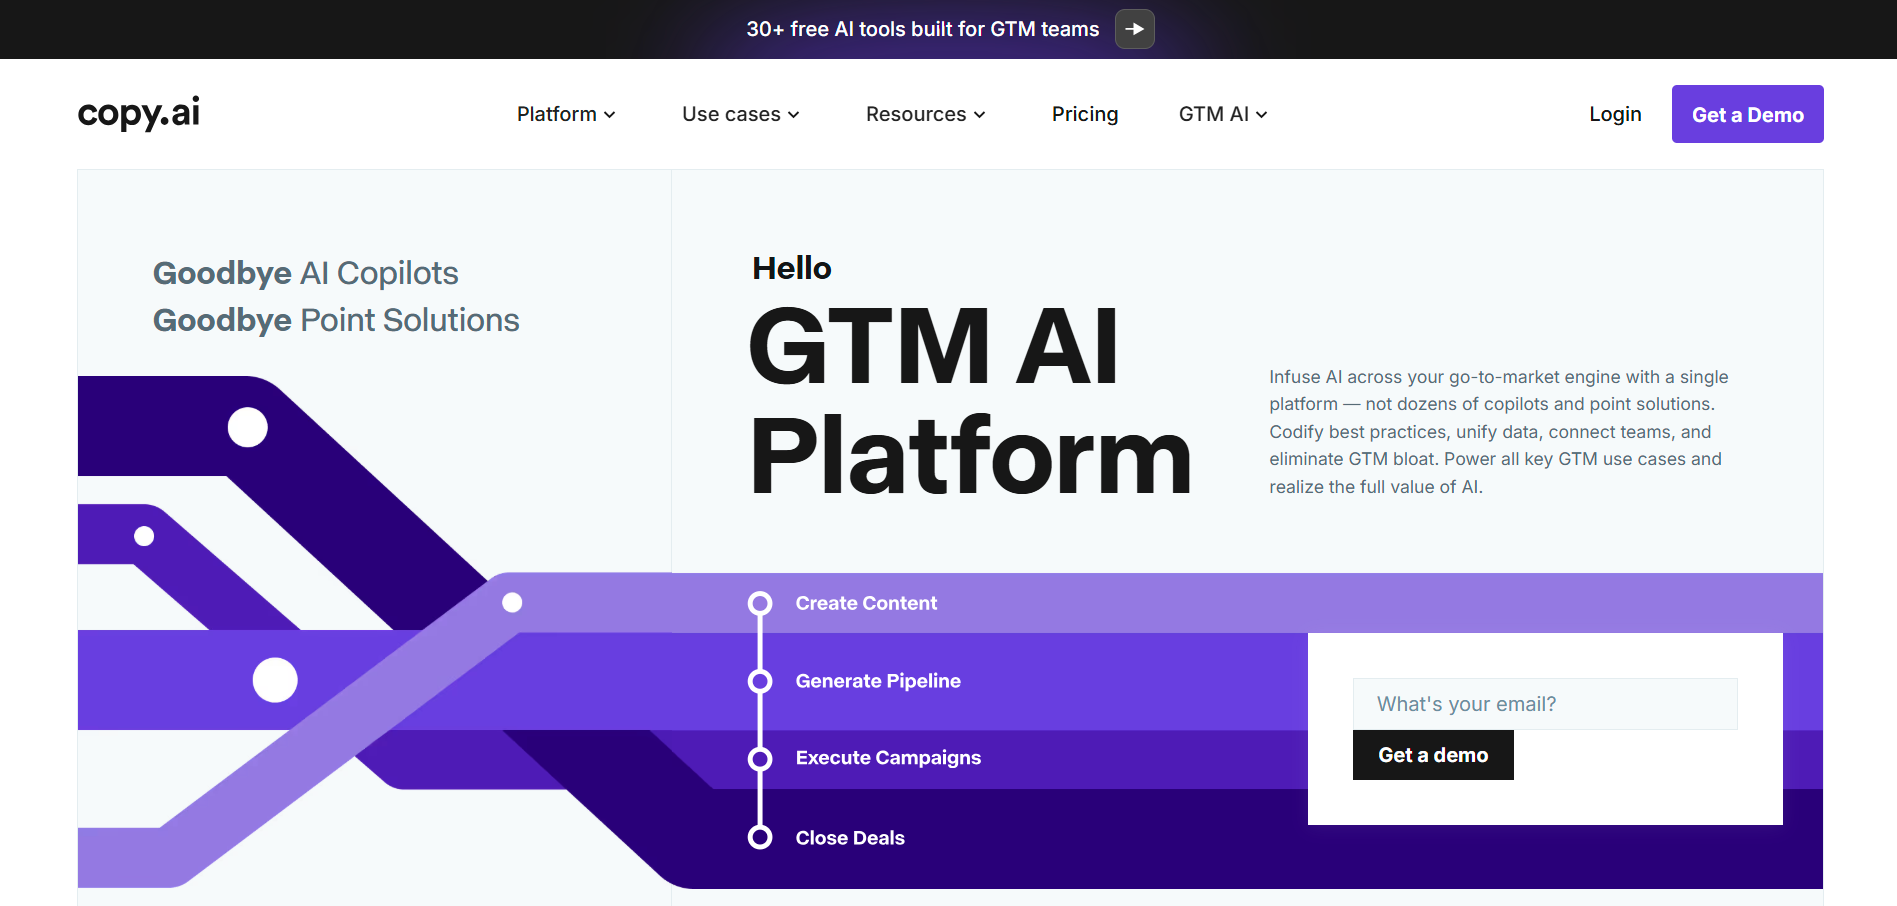 30+ free AI tools built for GTM teams
copy.ai
Platform
Use cases
Resources
Pricing
GTM AI
Login
Get a Demo
Goodbye AI Copilots
Goodbye Point Solutions
Hello
GTM AI
Platform
Infuse AI across your go-to-market engine with a single
platform — not dozens of copilots and point solutions.
Codify best practices, unify data, connect teams, and
eliminate GTM bloat. Power all key GTM use cases and
realize the full value of AI.
Create Content
Generate Pipeline
Execute Campaigns
Close Deals
What's your email?
Get a demo